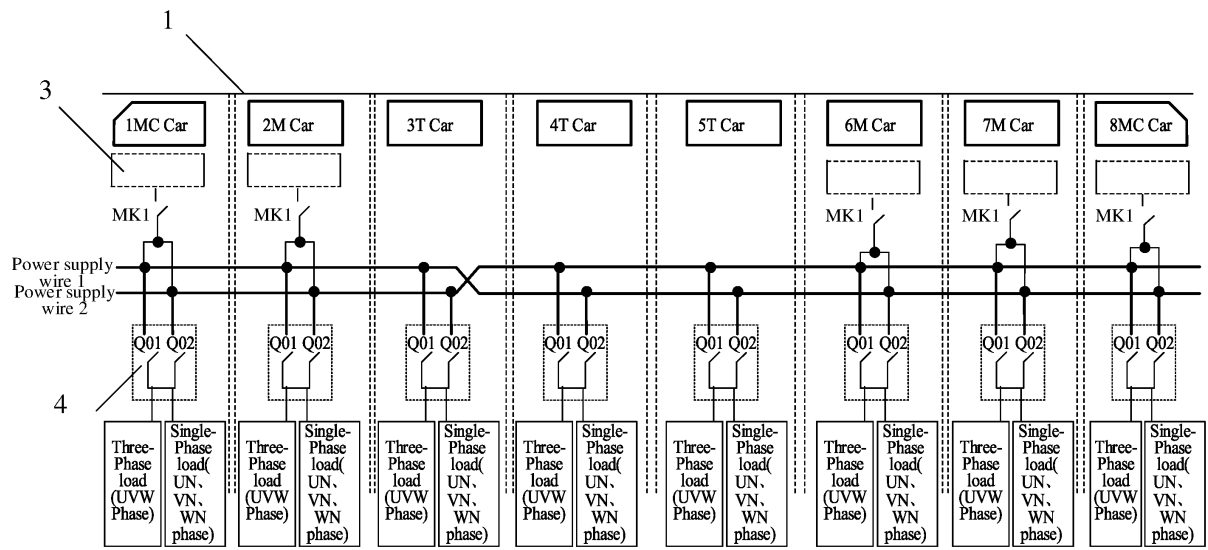 1
3
1MC Car
2M Car
3T Car
4T Car
5T Car
6M Car
7M Car
8MC Car
MK1
MK1
MK1
MK1
MK1
Power supply
wire 1
Power supply
wire 2
Q01 Q02
Q01 Q02
Q01 Q02
Q01 Q02
Q01 Q02
Q01 Q02
Q01 Q02
Q01 Q02
4
Three-
Phase
load
(UVW
Phase)
Single-
Phase
load(
UN、
VN、
WN
phase)
Three-
Phase
load
(UVW
Phase)
Single-
Phase
load(
UN、
VN、
WN
phase)
Three-
Phase
load
(UVW
Phase)
Single-
Phase
load(
UN、
VN、
WN
phase)
Three-
Phase
load
(UVW
Phase)
Single-
Phase
load(
UN、
VN、
WN
phase)
Three-
Phase
load
(UVW
Phase)
Single-
Phase
load(
UN、
VN、
WN
phase)
Three-
Phase
load
(UVW
Phase)
Single-
Phase
load(
UN、
VN、
WN
phase)
Three-
Phase
load
(UVW
Phase)
Single-
Phase
load(
UN、
VN、
WN
phase)
Three-
Phase
load
(UVW
Phase)
Single-
Phase
load(
UN、
VN、
WN
phase)